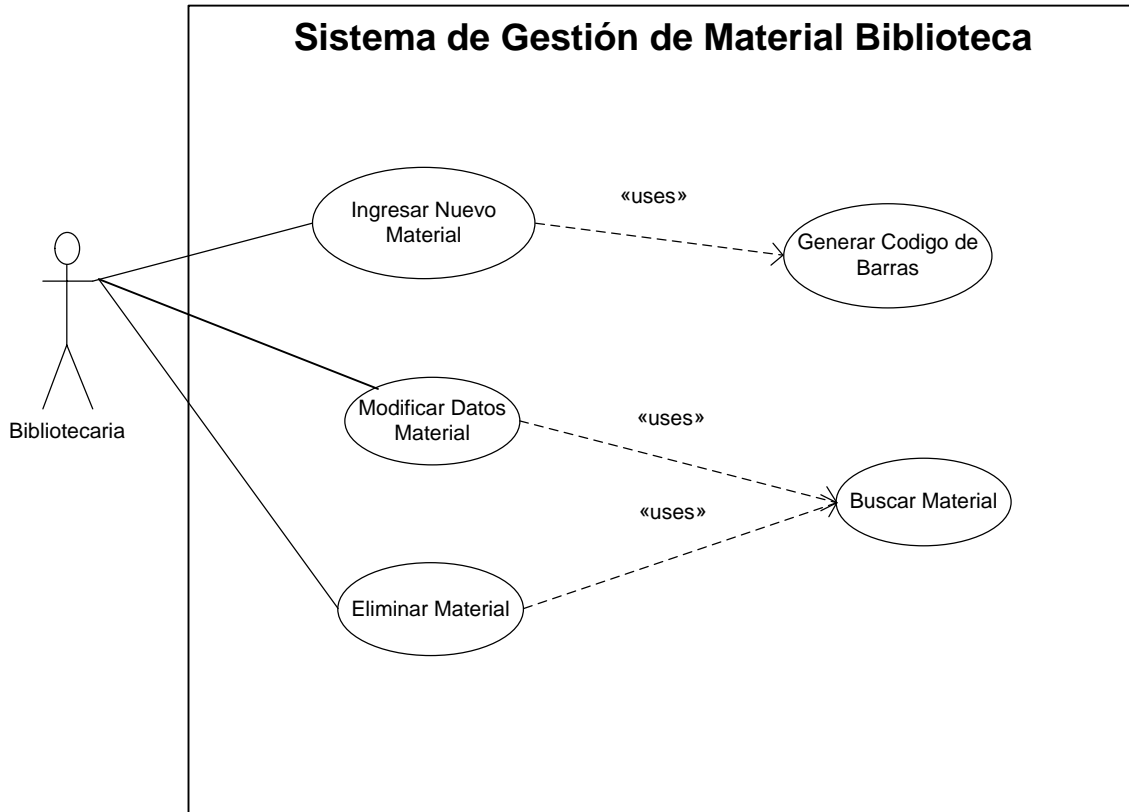 Sistema de Gestión de Material Biblioteca
Ingresar Nuevo
Material
«uses»
Generar Codigo de
Barras
Bibliotecaria
Modificar Datos
Material
«uses»
Buscar Material
«uses»
Eliminar Material